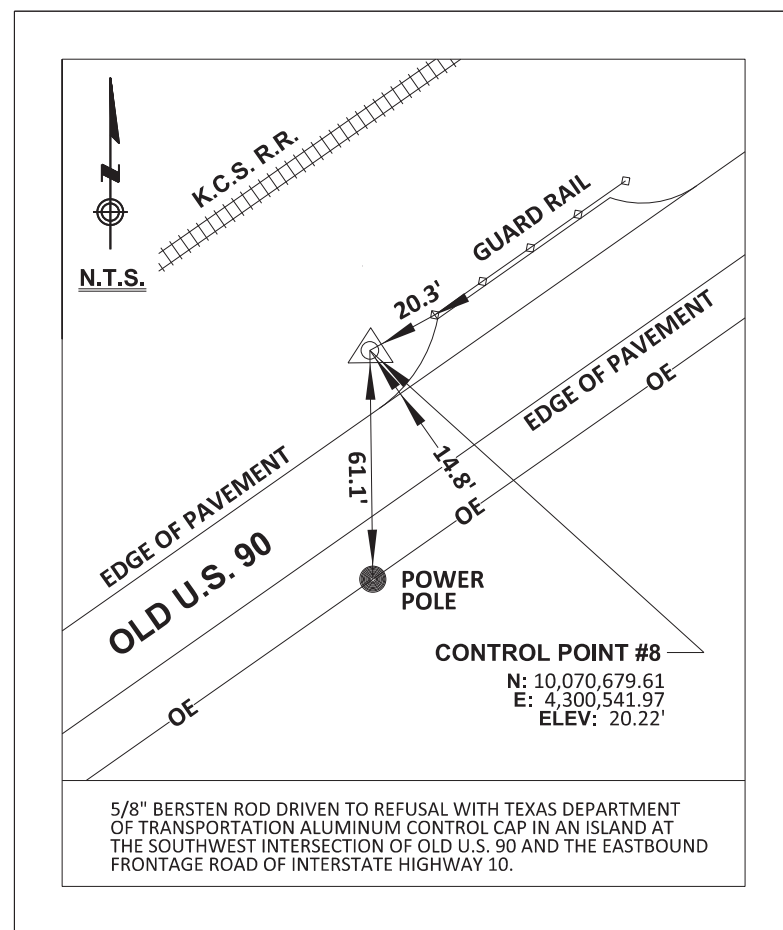 K.C.S. R.R.
N
N.T.S.
GUARD RAIL
20.3'
EDGE OF PAVEMENT
OE
14.8'
61.1'
OE
EDGE OF PAVEMENT
OLD U.S. 90
POWER
POLE
OE
CONTROL POINT #8
N: 10,070,679.61
E: 4,300,541.97
ELEV: 20.22'
5/8" BERSTEN ROD DRIVEN TO REFUSAL WITH TEXAS DEPARTMENT
OF TRANSPORTATION ALUMINUM CONTROL CAP IN AN ISLAND AT
THE SOUTHWEST INTERSECTION OF OLD U.S. 90 AND THE EASTBOUND
FRONTAGE ROAD OF INTERSTATE HIGHWAY 10.